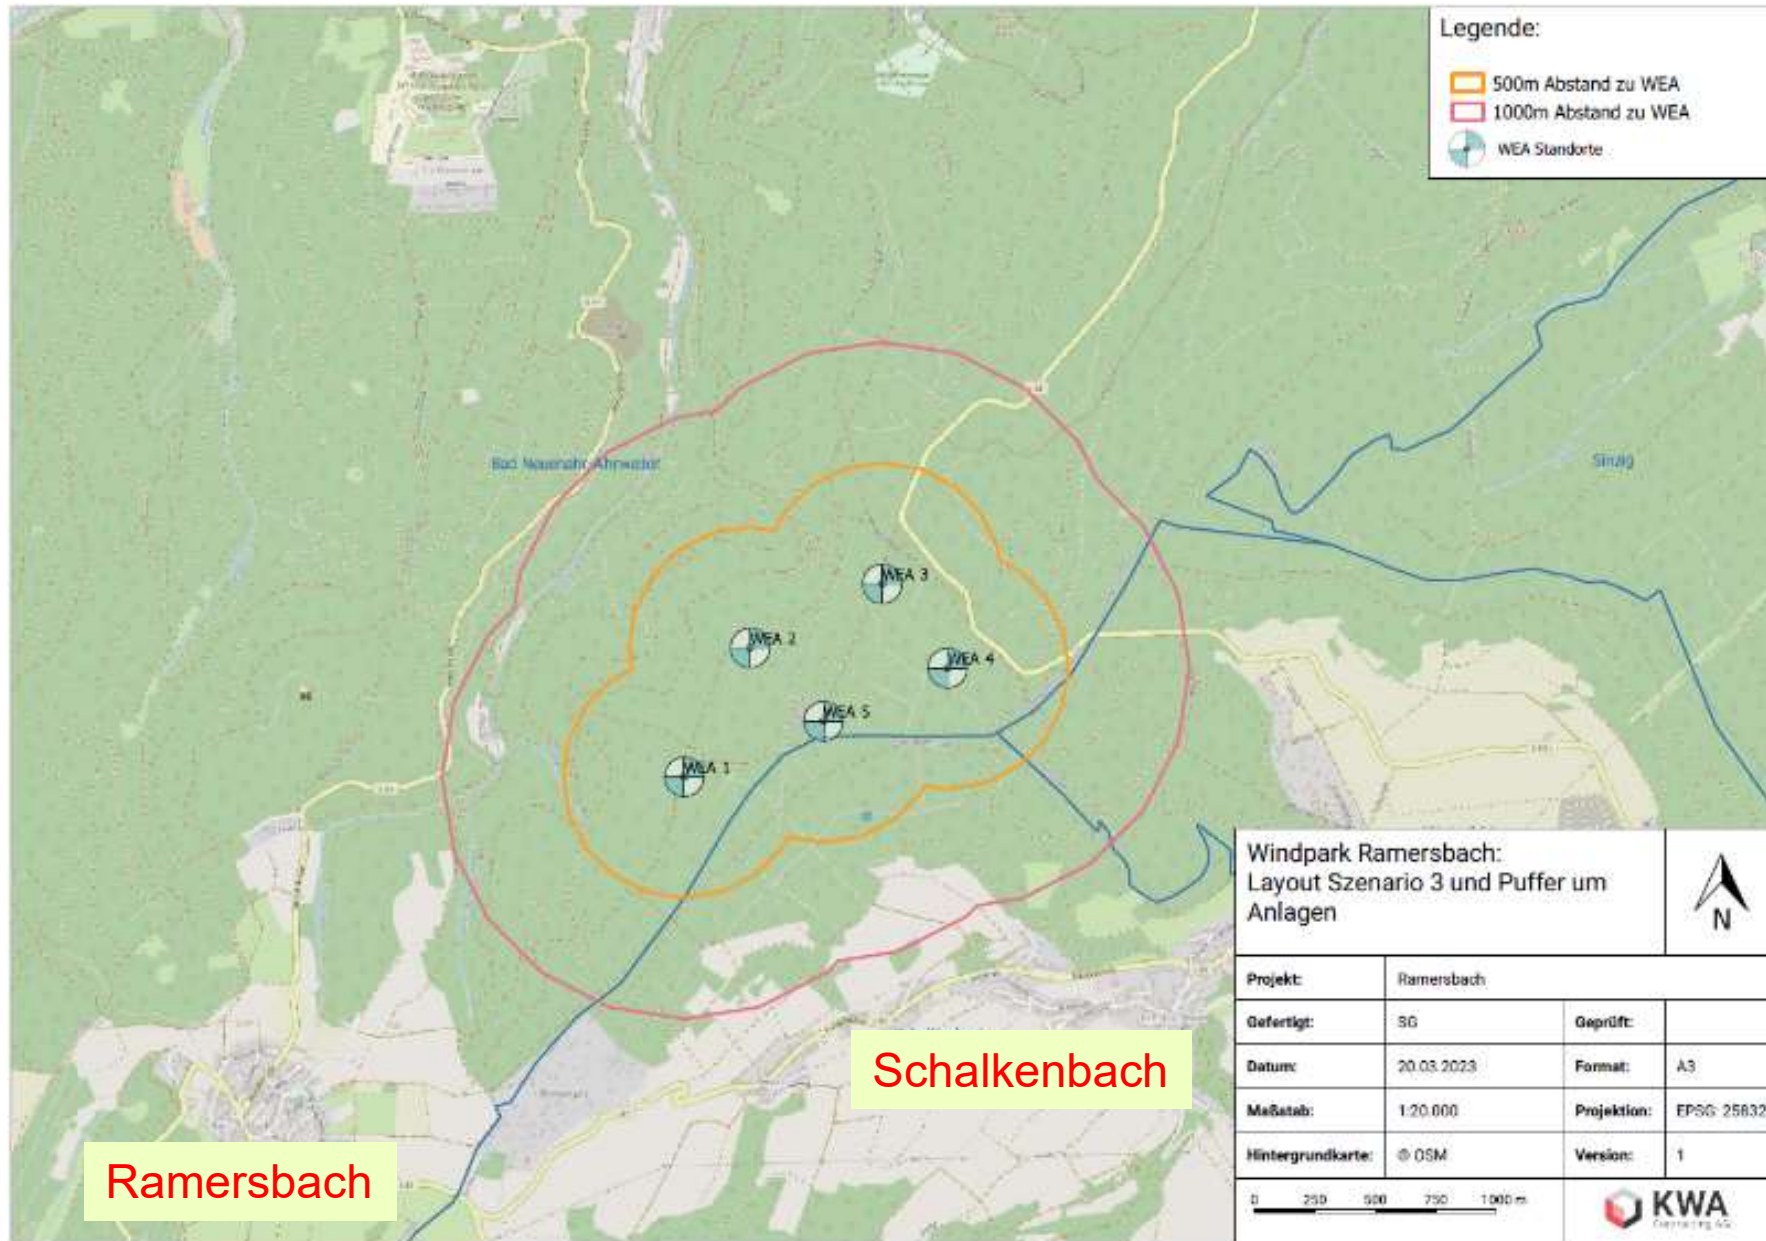 Legende:
500m Abstand zu WEA
1000m Abstand zu WEA
WEA Standorte
Bad Neuenahr-Ahrweiler
Sinzig
WEA 3
WEA 2
WEA 4
WEA 5
WEA 1
Schalkenbach
Ramersbach
Windpark Ramersbach:
Layout Szenario 3 und Puffer um
Anlagen
N
Projekt: Ramersbach
Gefertigt: SG Geprüft:
Datum: 20.03.2023 Format: A3
Maßstab: 1:20.000 Projektion: EPSG: 25832
Hintergrundkarte: © OSM Version: 1
0 250 500 750 1000 m
KWA
Contracting AG